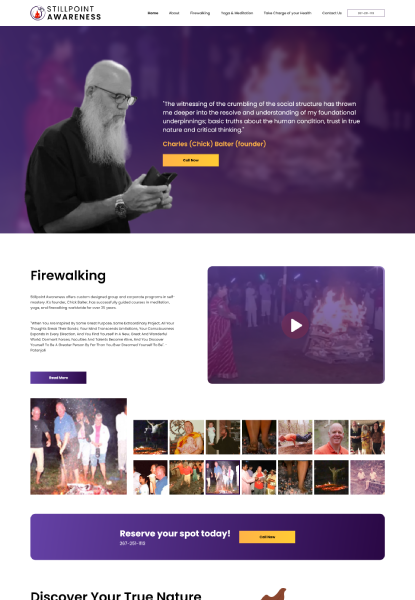 STILLPOINT
AWARENESS
Home About Firewalking Yoga & Meditation Take Charge of your Health Contact Us
"The witnessing of the crumbling of the social structure has thrown
me deeper into the resolve and understanding of my foundational
underpinnings; basic truths about the human condition, trust in true
nature and critical thinking."
Charles (Chick) Balter (founder)
Call Now
Firewalking
Stillpoint Awareness offers custom designed group and corporate programs in self-
mastery. It's founder, Chick Balter, has successfully guided courses in meditation,
yoga, and firewalking worldwide for over 35 years.
"When You Are Inspired By Some Great Purpose, Some Extraordinary Project, All Your
Thoughts Break Their Bonds: Your Mind Transcends Limitations, Your Consciousness
Expands In Every Direction, And You Find Yourself In A New, Great And Wonderful
World. Dormant Forces, Faculties And Talents Become Alive, And You Discover
Yourself To Be A Greater Person By Far Than You Ever Dreamed Yourself To Be." –
Patanjali
Read More
Reserve your spot today!
267-251-1113
Call Now
Discover Your True Nature